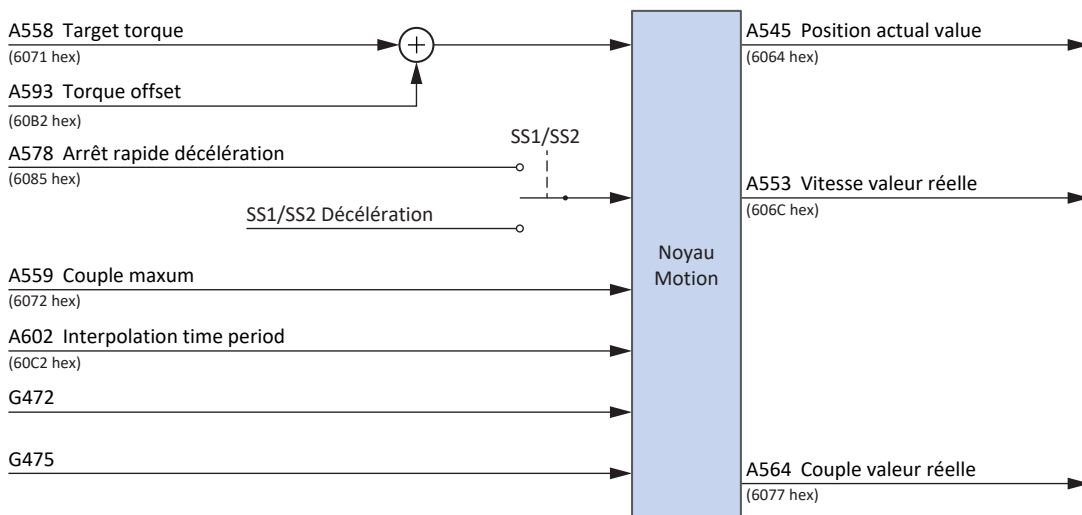 A558 Target torque
(6071 hex)
A593 Torque offset
(60B2 hex)
A578 Arrêt rapide décélération
(6085 hex)
SS1/SS2
SS1/SS2 Décélération
A559 Couple maxum
(6072 hex)
A602 Interpolation time period
(60C2 hex)
G472
G475
Noyau
Motion
A545 Position actual value
(6064 hex)
A553 Vitesse valeur réelle
(606C hex)
A564 Couple valeur réelle
(6077 hex)